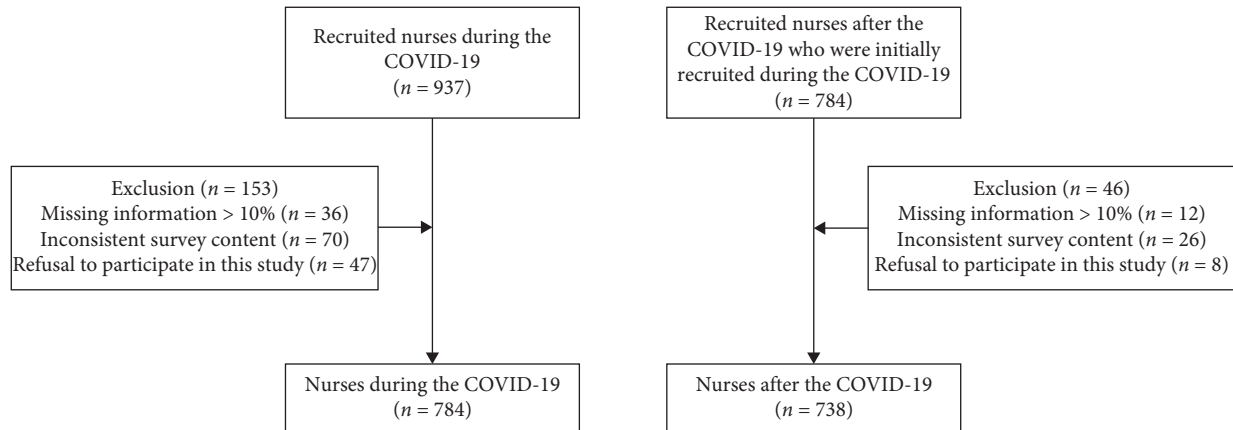 Recruited nurses during the
COVID-19
(n = 937)
Exclusion (n = 153)
Missing information > 10% (n = 36)
Inconsistent survey content (n = 70)
Refusal to participate in this study (n = 47)
Nurses during the COVID-19
(n = 784)
Recruited nurses after the
COVID-19 who were initially
recruited during the COVID-19
(n = 784)
Exclusion (n = 46)
Missing information > 10% (n = 12)
Inconsistent survey content (n = 26)
Refusal to participate in this study (n = 8)
Nurses after the COVID-19
(n = 738)